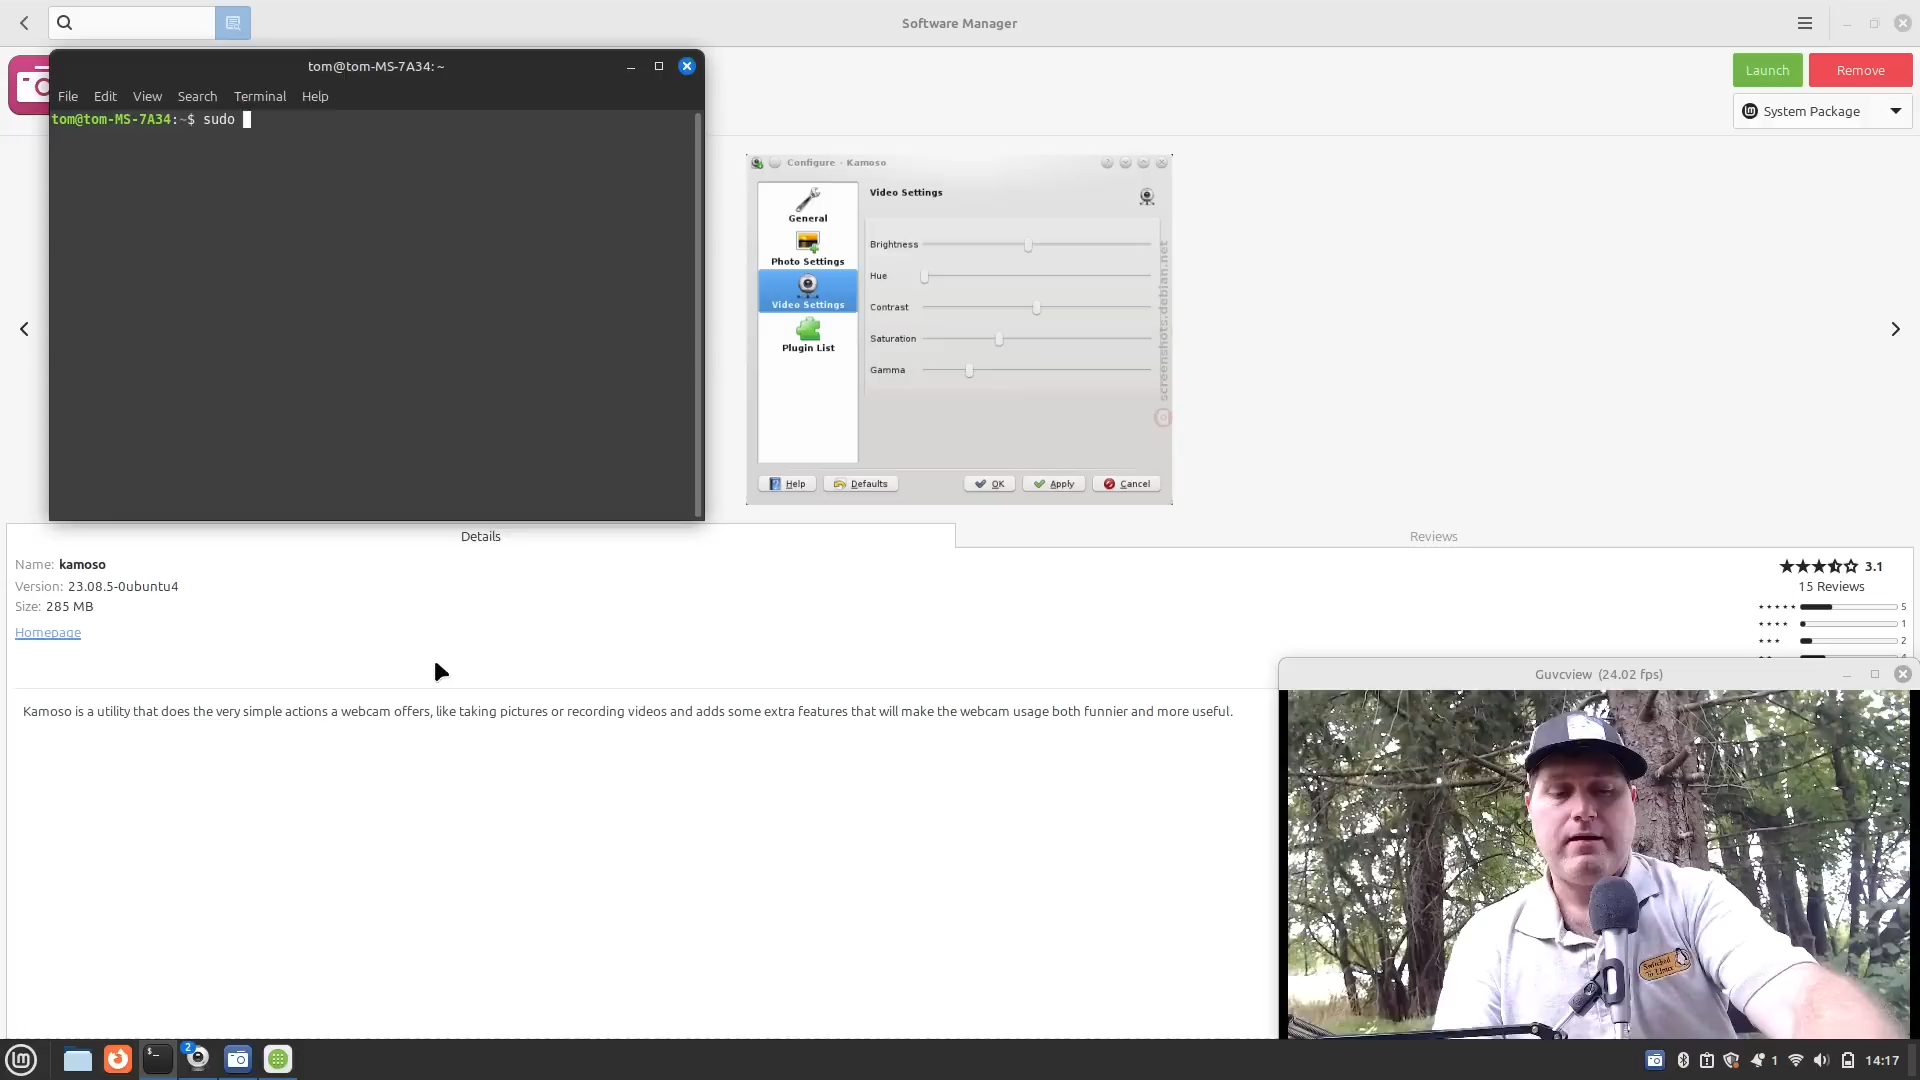 Software Manager
tom@tom-MS-7A34: ~
File Edit View Search Terminal Help
tom@tom-MS-7A34:~$ sudo
Launch
Remove
System Package
Configure - Kamoso
General
Photo Settings
Video Settings
Plugin List
Video Settings
Brightness
Hue
Contrast
Saturation
Gamma
screenshots.debian.net
Help
Defaults
OK
Apply
Cancel
Details
Reviews
Name: kamoso
Version: 23.08.5-0ubuntu4
Size: 285 MB
Homepage
3.1
15 Reviews
5
1
2
Kamoso is a utility that does the very simple actions a webcam offers, like taking pictures or recording videos and adds some extra features that will make the webcam usage both funnier and more useful.
Guvcview (24.02 fps)
Switched
To Linux
2
1
14:17